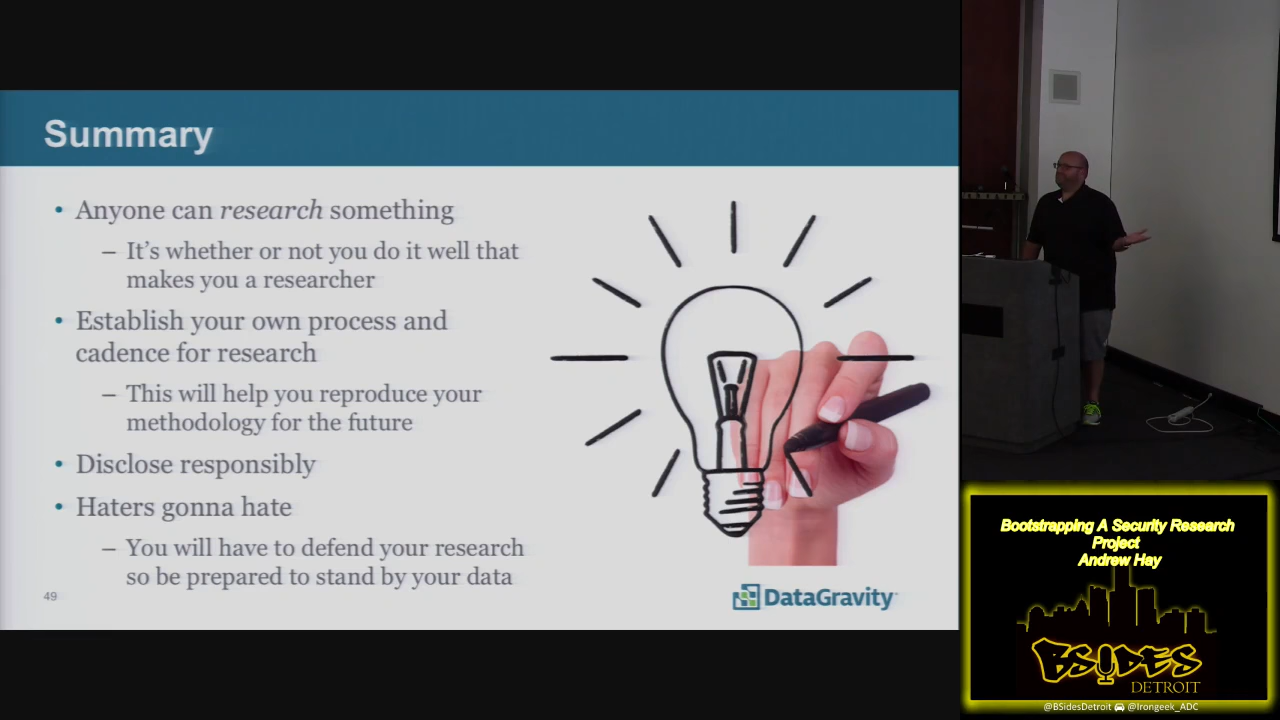 Summary
• Anyone can research something
– It's whether or not you do it well that
makes you a researcher
• Establish your own process and
cadence for research
– This will help you reproduce your
methodology for the future
• Disclose responsibly
• Haters gonna hate
– You will have to defend your research
so be prepared to stand by your data
49
DataGravity
Bootstrapping A Security Research
Project
Andrew Hay
BSIDES
DETROIT
@BSidesDetroit @Irongeek_ADC